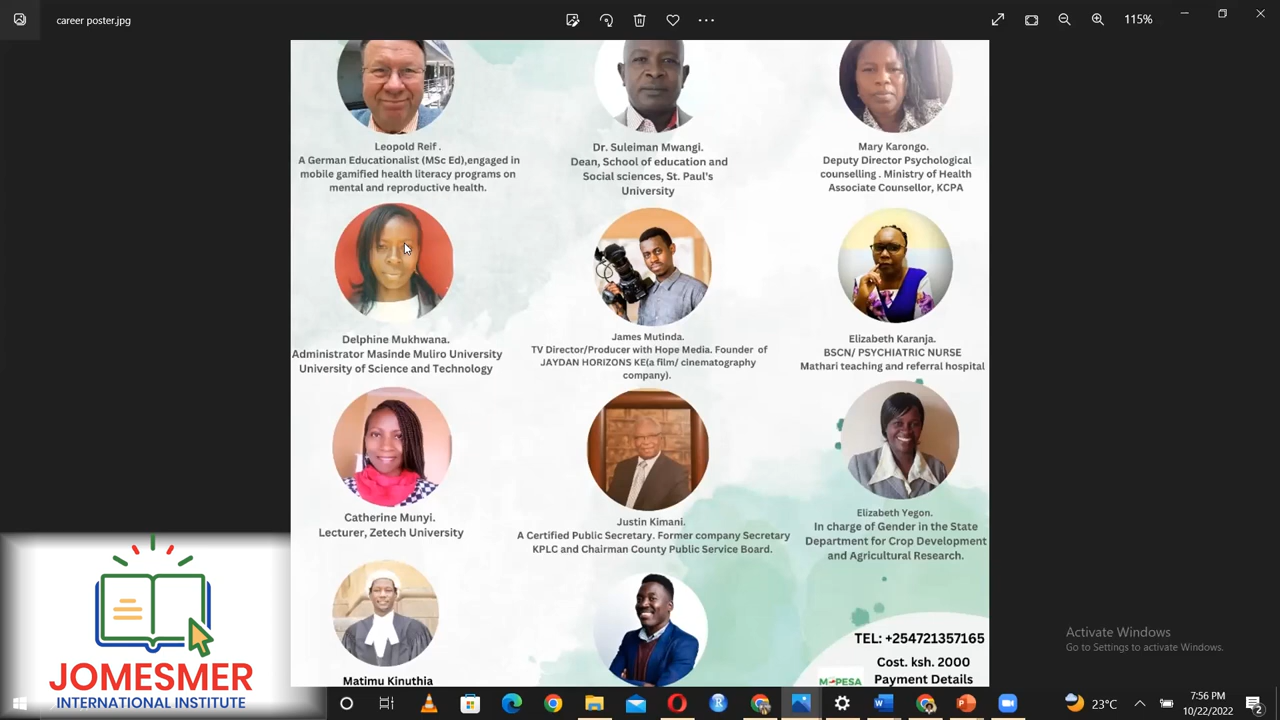 career poster.jpg
115%
Leopold Reif .
A German Educationalist (MSc Ed),engaged in
mobile gamified health literacy programs on
mental and reproductive health.
Dr. Suleiman Mwangi.
Dean, School of education and
Social sciences, St. Paul's
University
Mary Karongo.
Deputy Director Psychological
counselling . Ministry of Health
Associate Counsellor, KCPA
Delphine Mukhwana.
Administrator Masinde Muliro University
University of Science and Technology
James Mutinda.
TV Director/Producer with Hope Media. Founder of
JAYDAN HORIZONS KE(a film/ cinematography
company).
Elizabeth Karanja.
BSCN/ PSYCHIATRIC NURSE
Mathari teaching and referral hospital
Catherine Munyi.
Lecturer, Zetech University
Justin Kimani.
A Certified Public Secretary. Former company Secretary
KPLC and Chairman County Public Service Board.
Elizabeth Yegon.
In charge of Gender in the State
Department for Crop Development
and Agricultural Research.
Matimu Kinuthia
TEL: +254721357165
Cost. ksh. 2000
Payment Details
M-PESA
JOMESMER
INTERNATIONAL INSTITUTE
Activate Windows
Go to Settings to activate Windows.
23°C
7:56 PM
10/22/2022
2